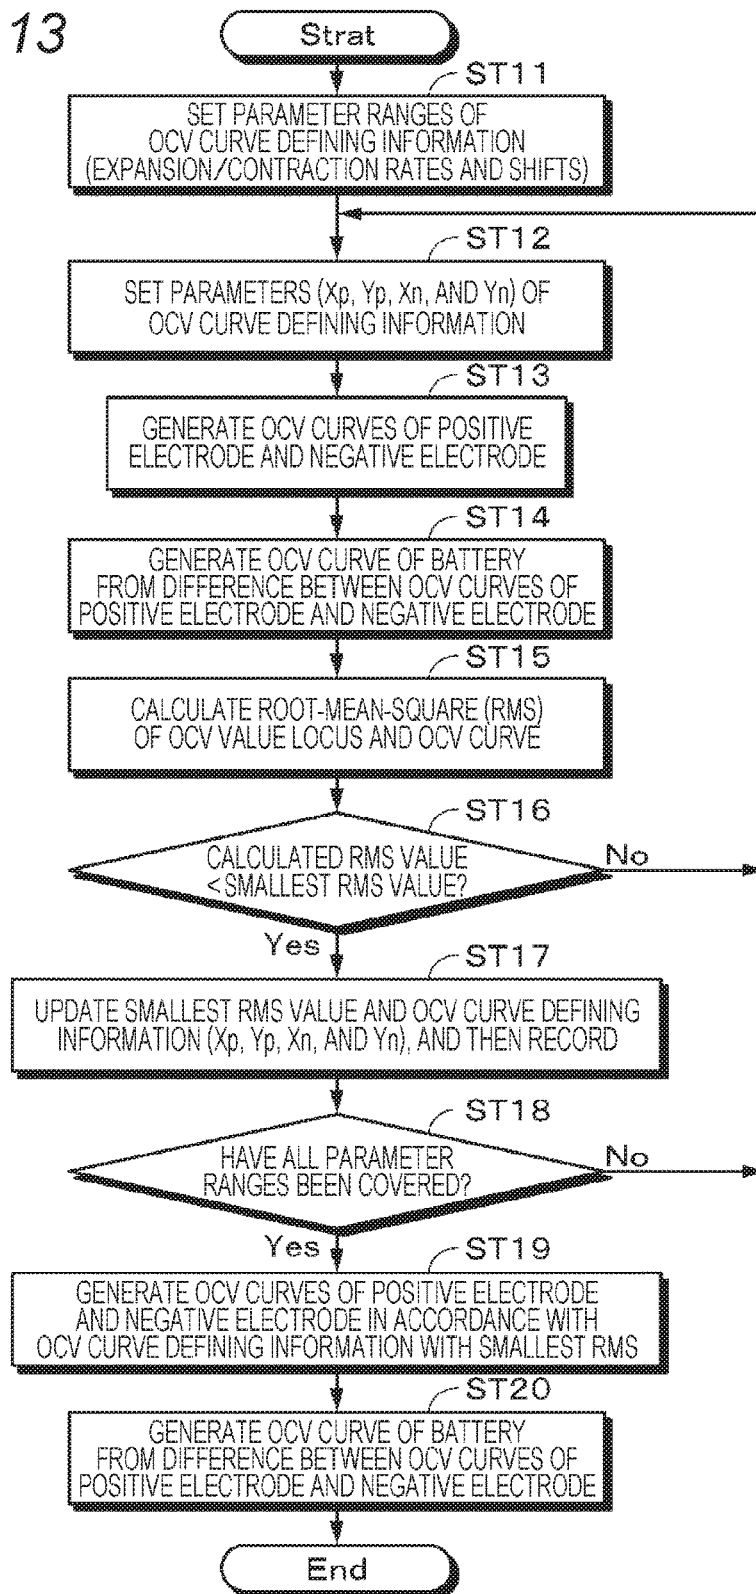 13
Strat
ST11
SET PARAMETER RANGES OF
OCV CURVE DEFINING INFORMATION
(EXPANSION/CONTRACTION RATES AND SHIFTS)
ST12
SET PARAMETERS (Xp, Yp, Xn, AND Yn) OF
OCV CURVE DEFINING INFORMATION
ST13
GENERATE OCV CURVES OF POSITIVE
ELECTRODE AND NEGATIVE ELECTRODE
ST14
GENERATE OCV CURVE OF BATTERY
FROM DIFFERENCE BETWEEN OCV CURVES OF
POSITIVE ELECTRODE AND NEGATIVE ELECTRODE
ST15
CALCULATE ROOT-MEAN-SQUARE (RMS)
OF OCV VALUE LOCUS AND OCV CURVE
ST16
CALCULATED RMS VALUE
< SMALLEST RMS VALUE?
No
Yes
ST17
UPDATE SMALLEST RMS VALUE AND OCV CURVE DEFINING
INFORMATION (Xp, Yp, Xn, AND Yn), AND THEN RECORD
ST18
HAVE ALL PARAMETER
RANGES BEEN COVERED?
No
Yes
ST19
GENERATE OCV CURVES OF POSITIVE ELECTRODE
AND NEGATIVE ELECTRODE IN ACCORDANCE WITH
OCV CURVE DEFINING INFORMATION WITH SMALLEST RMS
ST20
GENERATE OCV CURVE OF BATTERY
FROM DIFFERENCE BETWEEN OCV CURVES OF
POSITIVE ELECTRODE AND NEGATIVE ELECTRODE
End